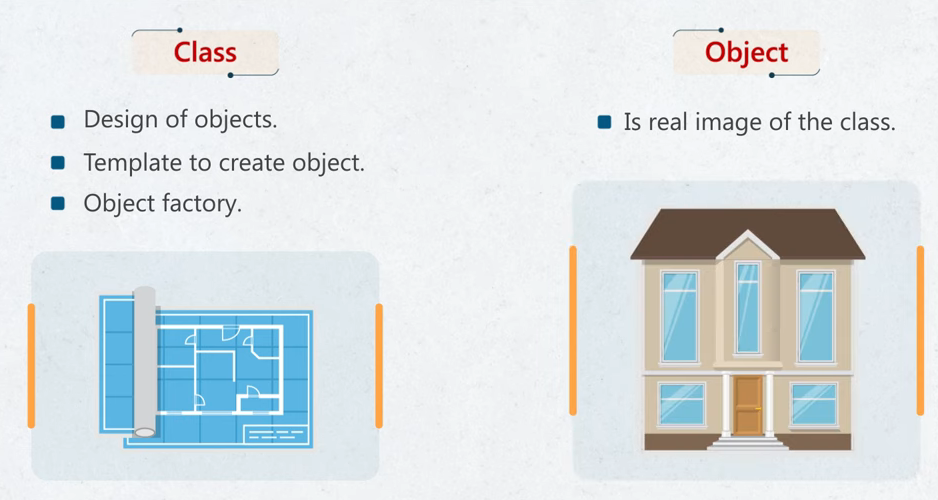 Class
Design of objects.
Template to create object.
Object factory.
Object
Is real image of the class.